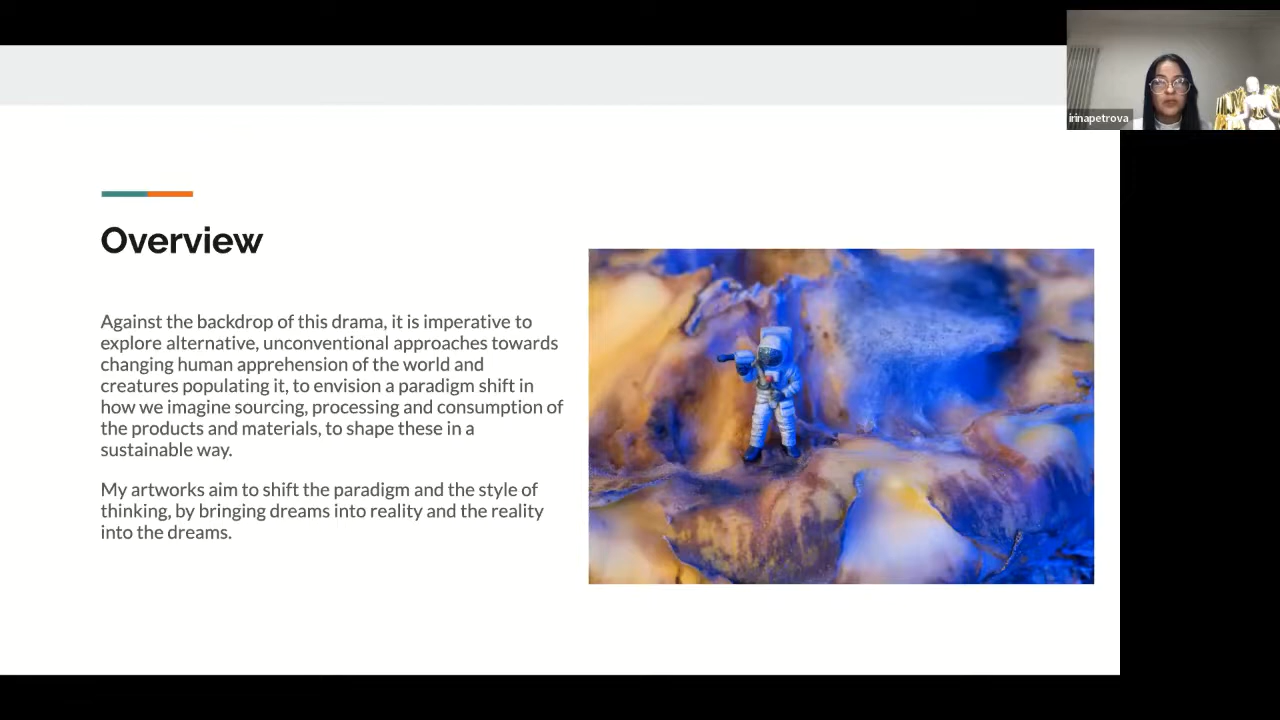 irinapetrova
Overview
Against the backdrop of this drama, it is imperative to
explore alternative, unconventional approaches towards
changing human apprehension of the world and
creatures populating it, to envision a paradigm shift in
how we imagine sourcing, processing and consumption of
the products and materials, to shape these in a
sustainable way.
My artworks aim to shift the paradigm and the style of
thinking, by bringing dreams into reality and the reality
into the dreams.